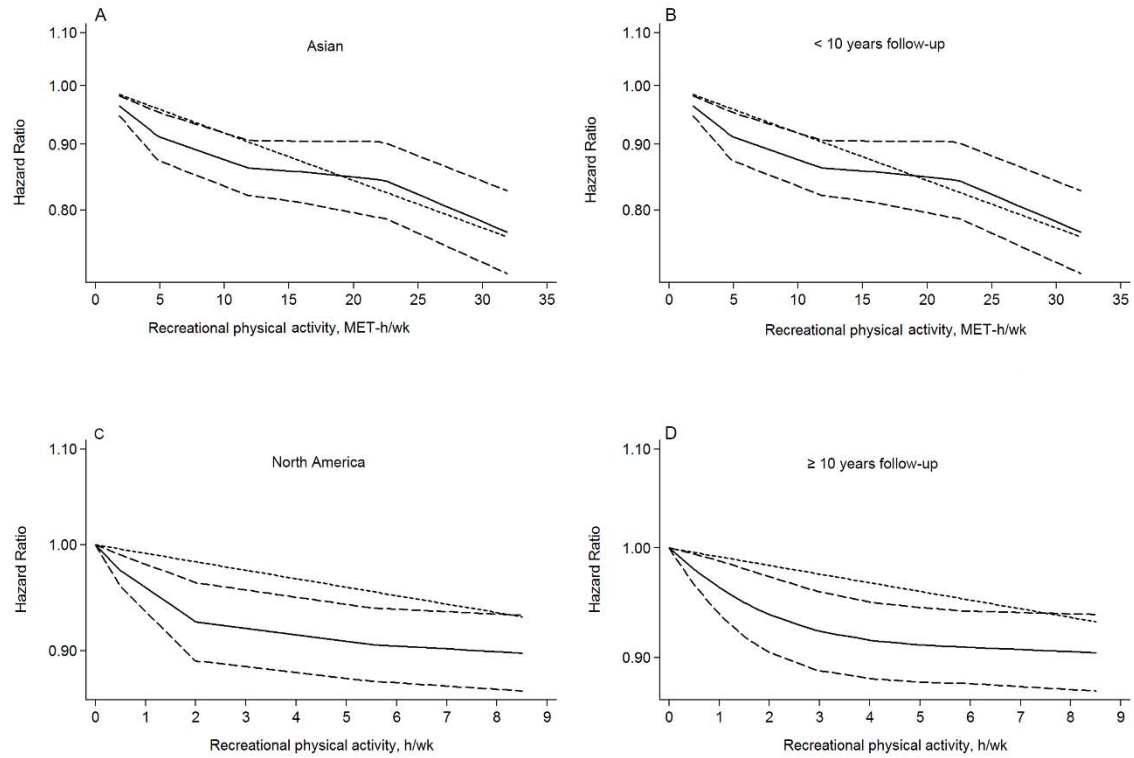 A
Asian
1.10
1.00
0.90
0.80
Hazard Ratio
0 5 10 15 20 25 30 35
Recreational physical activity, MET-h/wk
B
< 10 years follow-up
1.10
1.00
0.90
0.80
Hazard Ratio
0 5 10 15 20 25 30 35
Recreational physical activity, MET-h/wk
C
North America
1.10
1.00
0.90
Hazard Ratio
0 1 2 3 4 5 6 7 8 9
Recreational physical activity, h/wk
D
≥ 10 years follow-up
1.10
1.00
0.90
Hazard Ratio
0 1 2 3 4 5 6 7 8 9
Recreational physical activity, h/wk